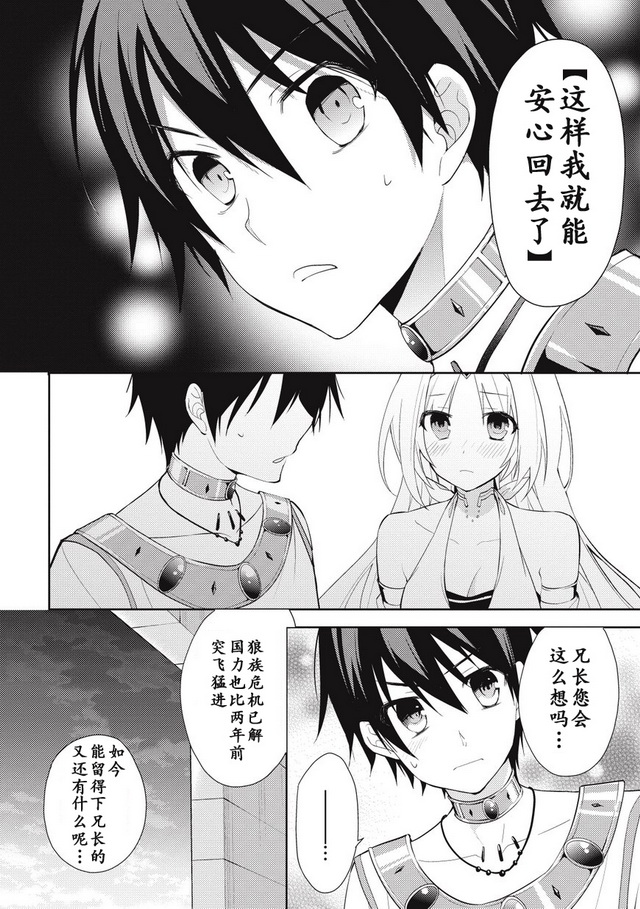 【这样我就能
安心回去了】
兄长您会
这么想吗…
———…
狼族危机已解
国力也比两年前
突飞猛进
如今
能留得下兄长的
又还有什么呢…